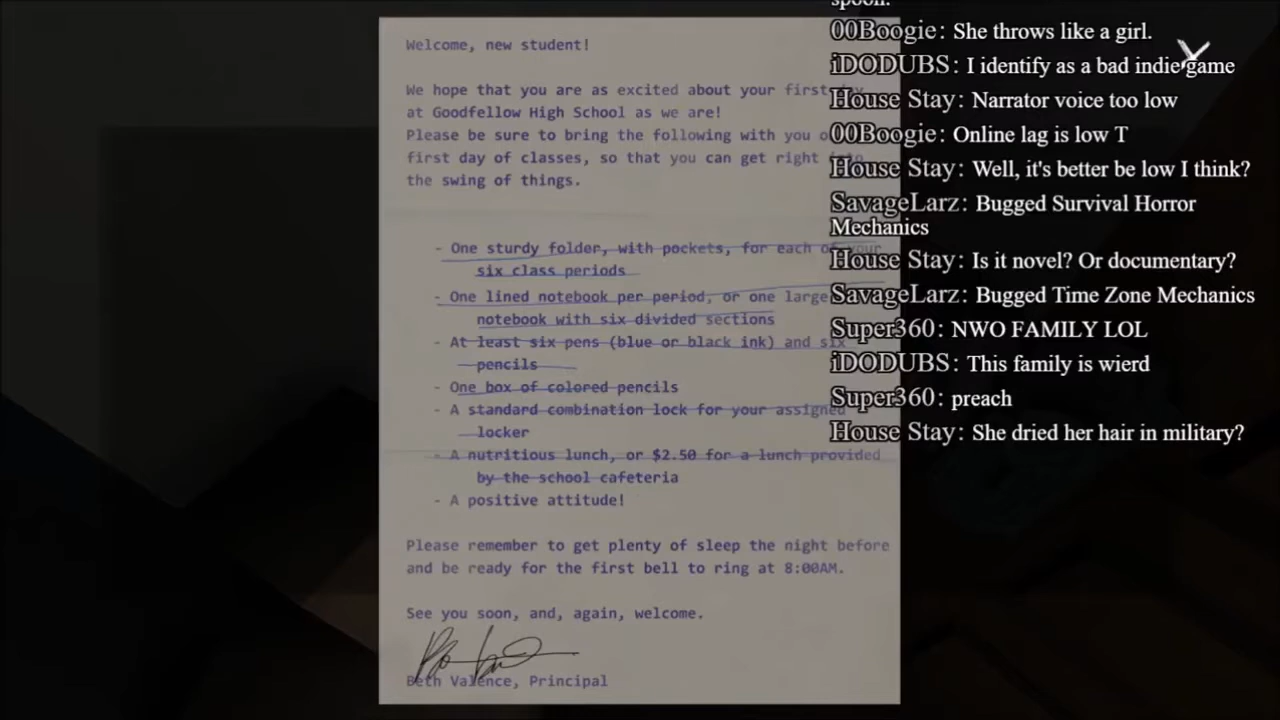 Welcome, new student!
We hope that you are as excited about your first
at Goodfellow High School as we are!
Please be sure to bring the following with you
first day of classes, so that you can get right into
the swing of things.
- One sturdy folder, with pockets, for each of your
six class periods
- One lined notebook per period, or one large
notebook with six divided sections
- At least six pens (blue or black ink) and six
pencils
- One box of colored pencils
- A standard combination lock for your assigned
locker
- A nutritious lunch, or $2.50 for a lunch provided
by the school cafeteria
- A positive attitude!
Please remember to get plenty of sleep the night before
and be ready for the first bell to ring at 8:00AM.
See you soon, and, again, welcome.
Beth Valence, Principal
spoon.
00Boogie: She throws like a girl.
iDODUBS: I identify as a bad indie game
House Stay: Narrator voice too low
00Boogie: Online lag is low T
House Stay: Well, it's better be low I think?
SavageLarz: Bugged Survival Horror
Mechanics
House Stay: Is it novel? Or documentary?
SavageLarz: Bugged Time Zone Mechanics
Super360: NWO FAMILY LOL
iDODUBS: This family is wierd
Super360: preach
House Stay: She dried her hair in military?